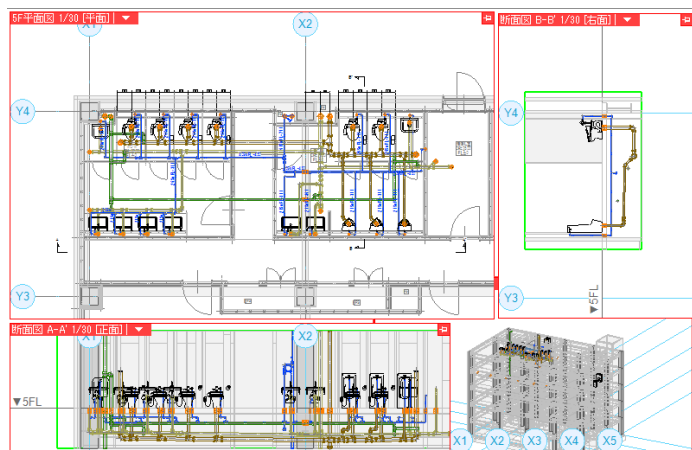 5F平面図 1/30 [平面]
X1
X2
Y4
Y3
断面図 B-B' 1/30 [右面]
Y4
Y3
▼5FL
断面図 A-A' 1/30 [正面]
X1
X2
▼5FL
X1
X2
X3
X4
X5